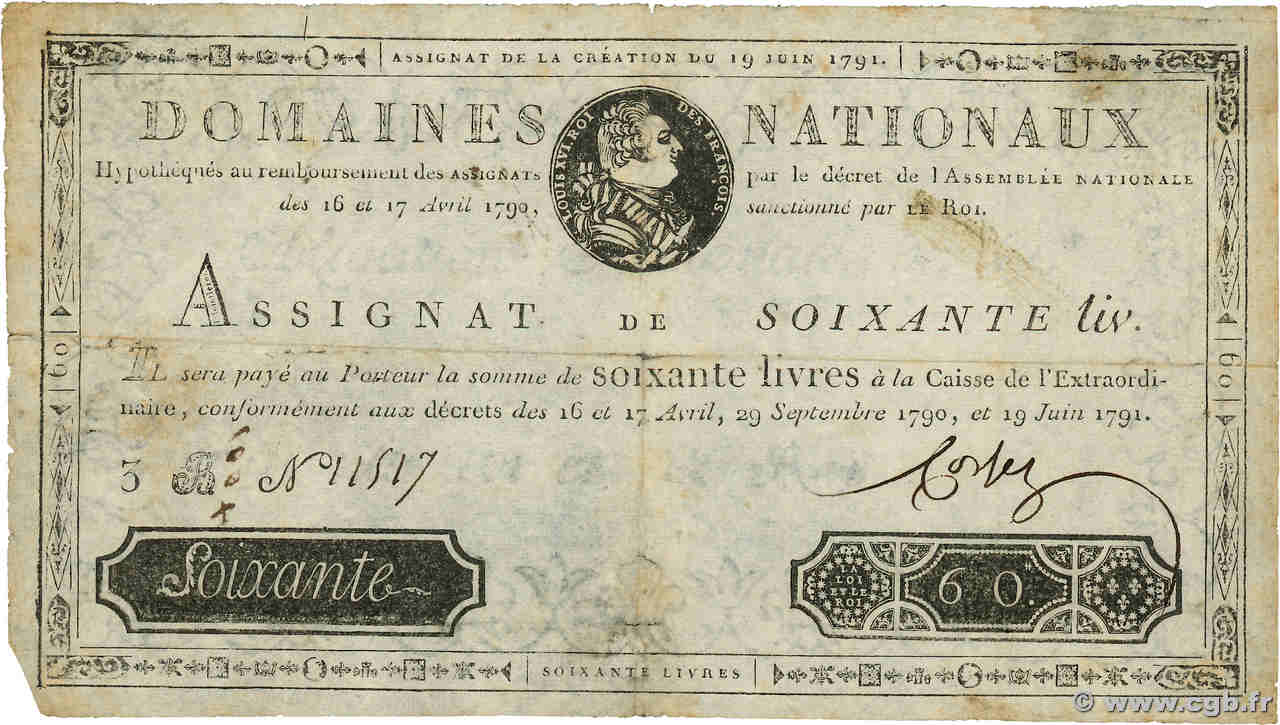 ASSIGNAT DE LA CRÉATION DU 19 JUIN 1791.
DOMAINES NATIONAUX
LOUIS XVI. ROI DES FRANÇOIS
Hypothéqués au remboursement des ASSIGNATS par le décret de l'ASSEMBLÉE NATIONALE
des 16 et 17 Avril 1790, sanctionné par LE ROI.
ASSIGNAT DE SOIXANTE liv.
IL sera payé au Porteur la somme de soixante livres à la Caisse de l'Extraordi-
naire, conformément aux décrets des 16 et 17 Avril, 29 Septembre 1790, et 19 Juin 1791.
3 B N° 11517
Soixante
LA
LOI
ET LE
ROI
60.
60
60
SOIXANTE LIVRES
© www.cgb.fr